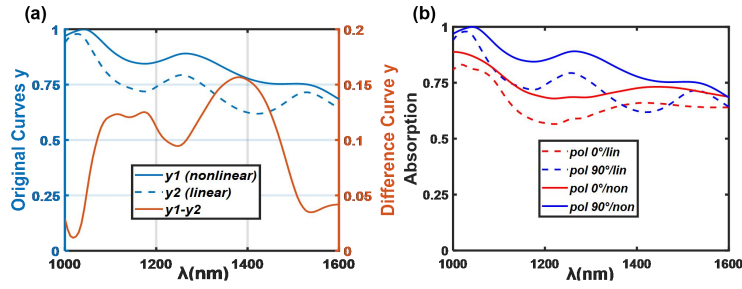 (a)
Original Curves y
1
0.75
0.5
0.25
0
0.2
0.15
0.1
0.05
0
Difference Curve y
y1 (nonlinear)
y2 (linear)
y1-y2
1000 1200 1400 1600
λ(nm)
(b)
Absorption
1
0.75
0.5
0.25
0
pol 0°/lin
pol 90°/lin
pol 0°/non
pol 90°/non
1000 1200 1400 1600
λ(nm)